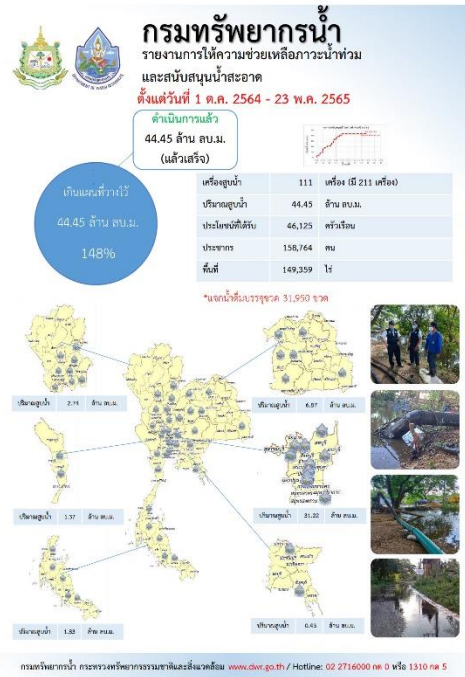 กรมทรัพยากรน้ำ
รายงานการให้ความช่วยเหลือภาวะน้ำท่วม
และสนับสนุนน้ำสะอาด
ตั้งแต่วันที่ 1 ต.ค. 2564 - 23 พ.ค. 2565
ดำเนินการแล้ว
44.45 ล้าน ลบ.ม.
(แล้วเสร็จ)
เกินแผนที่วางไว้
44.45 ล้าน ลบ.ม.
148%
เครื่องสูบน้ำ 111 เครื่อง (มี 211 เครื่อง)
ปริมาณสูบน้ำ 44.45 ล้าน ลบ.ม.
ประโยชน์ที่ได้รับ 46,125 ครัวเรือน
ประชากร 158,764 คน
พื้นที่ 149,359 ไร่
*แจกน้ำดื่มบรรจุขวด 31,950 ขวด
ปริมาณสูบน้ำ 2.74 ล้าน ลบ.ม.
ปริมาณสูบน้ำ 6.87 ล้าน ลบ.ม.
ปริมาณสูบน้ำ 1.37 ล้าน ลบ.ม.
ปริมาณสูบน้ำ 31.22 ล้าน ลบ.ม.
ปริมาณสูบน้ำ 1.83 ล้าน ลบ.ม.
ปริมาณสูบน้ำ 0.45 ล้าน ลบ.ม.
กรมทรัพยากรน้ำ กระทรวงทรัพยากรธรรมชาติและสิ่งแวดล้อม www.dwr.go.th / Hotline: 02 2716000 กด 0 หรือ 1310 กด 5